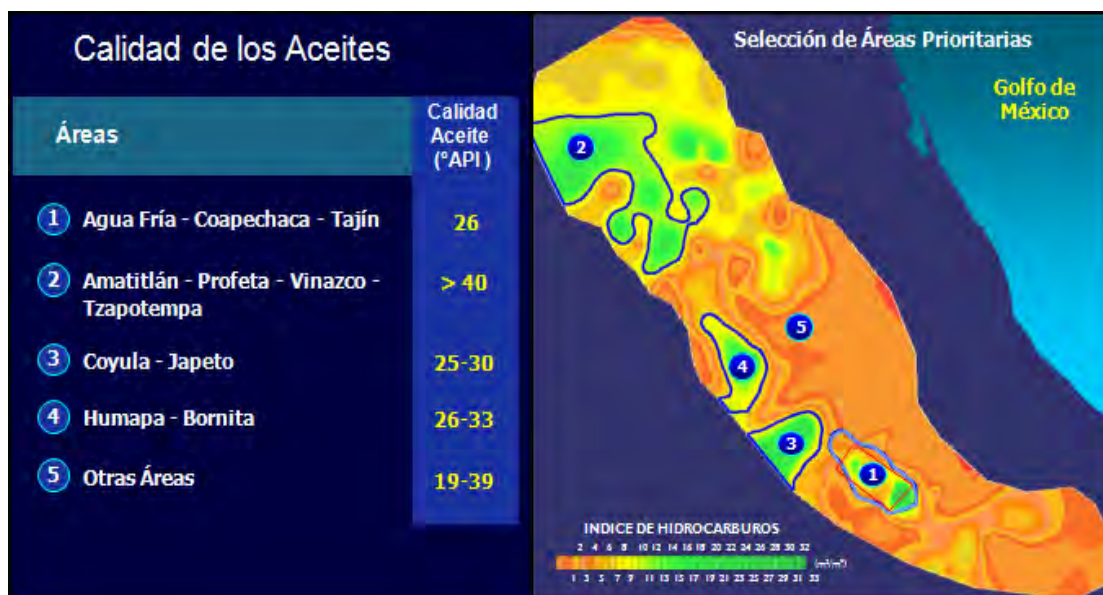 Calidad de los Aceites
Áreas
Calidad
Aceite
(°API )
1 Agua Fría - Coapechaca - Tajín 26
2 Amatitlán - Profeta - Vinazco -
Tzapotempa
> 40
3 Coyula - Japeto 25-30
4 Humapa - Bornita 26-33
5 Otras Áreas 19-39
Selección de Áreas Prioritarias
Golfo de
México
2
5
4
3
1
INDICE DE HIDROCARBUROS
2 4 6 8 10 12 14 16 18 20 22 24 26 28 30 32
1 3 5 7 9 11 13 15 17 19 21 23 25 27 29 31 33